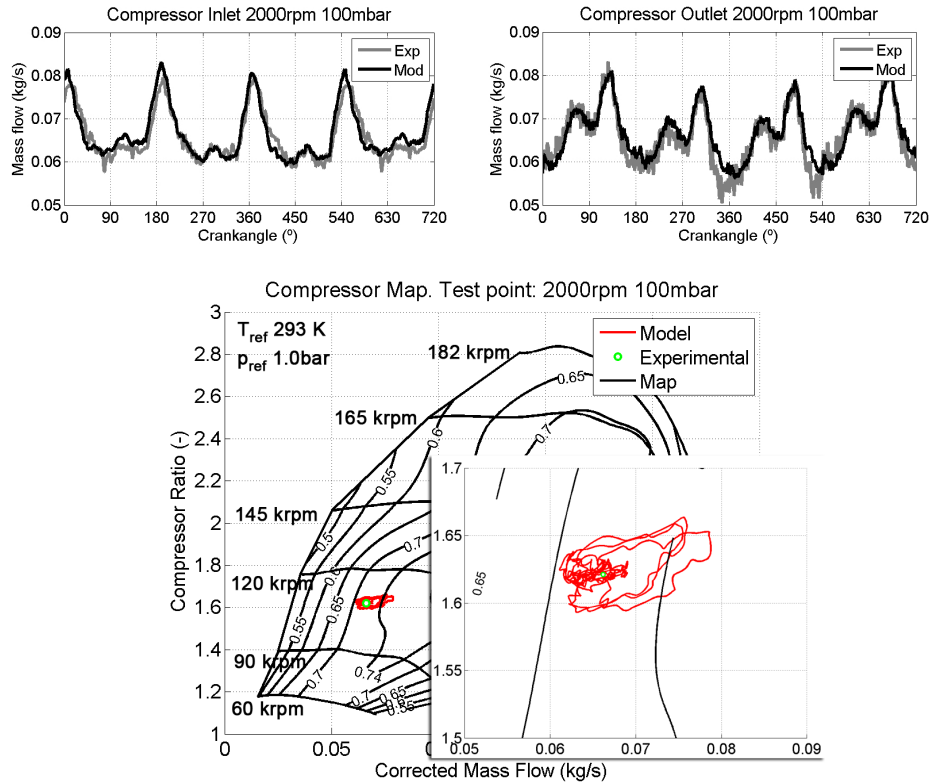 Compressor Inlet 2000rpm 100mbar
Mass flow (kg/s)
0.09
0.08
0.07
0.06
0.05
Exp
Mod
0 90 180 270 360 450 540 630 720
Crankangle (º)
Compressor Outlet 2000rpm 100mbar
Mass flow (kg/s)
0.09
0.08
0.07
0.06
0.05
Exp
Mod
0 90 180 270 360 450 540 630 720
Crankangle (º)
Compressor Map. Test point: 2000rpm 100mbar
Compressor Ratio (-)
3
2.8
2.6
2.4
2.2
2
1.8
1.6
1.4
1.2
1
T_ref 293 K
p_ref 1.0bar
Model
Experimental
Map
182 krpm
165 krpm
145 krpm
120 krpm
90 krpm
60 krpm
0.65
0.6
0.7
0.55
0.5
0.7
0.6
0.65
0.55
0.7
0.74
0.65
0.7
0.6
0.55
1.7
1.65
1.6
1.55
1.5
0.65
0.05 0.06 0.07 0.08 0.09
0 0.05
Corrected Mass Flow (kg/s)